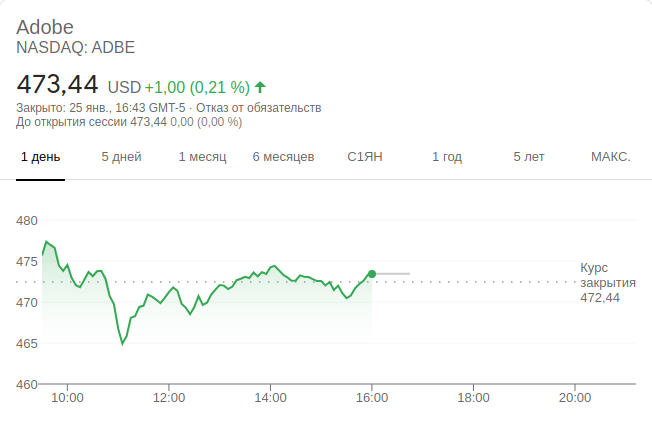 Adobe
NASDAQ: ADBE
473,44 USD +1,00 (0,21 %)
Закрыто: 25 янв., 16:43 GMT-5 · Отказ от обязательств
До открытия сессии 473,44 0,00 (0,00 %)
1 день 5 дней 1 месяц 6 месяцев С1ЯН 1 год 5 лет МАКС.
480
475
470
465
460
Курс
закрытия
472,44
10:00 12:00 14:00 16:00 18:00 20:00